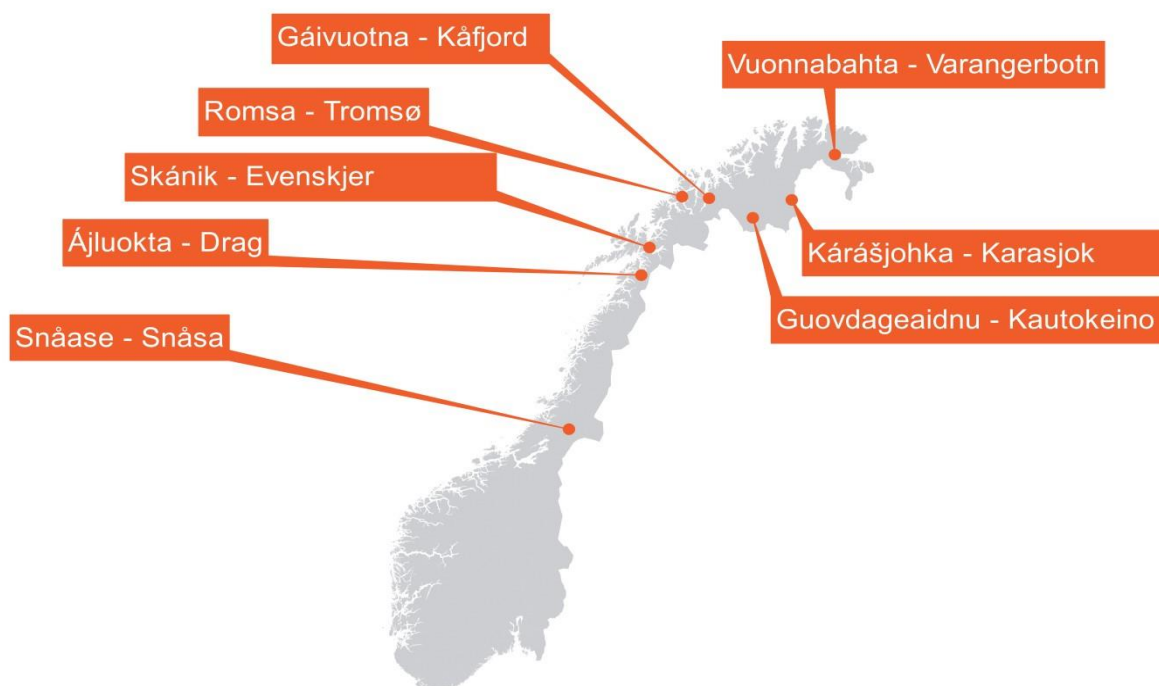 Gáivuotna - Kåfjord
Vuonnabahta - Varangerbotn
Romsa - Tromsø
Skánik - Evenskjer
Ájluokta - Drag
Kárášjohka - Karasjok
Guovdageaidnu - Kautokeino
Snåase - Snåsa